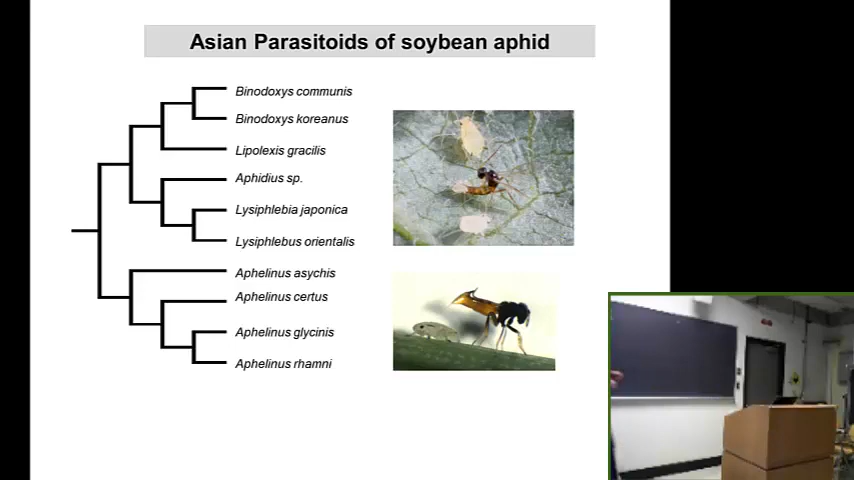 Asian Parasitoids of soybean aphid
Binodoxys communis
Binodoxys koreanus
Lipolexis gracilis
Aphidius sp.
Lysiphlebia japonica
Lysiphlebus orientalis
Aphelinus asychis
Aphelinus certus
Aphelinus glycinis
Aphelinus rhamni